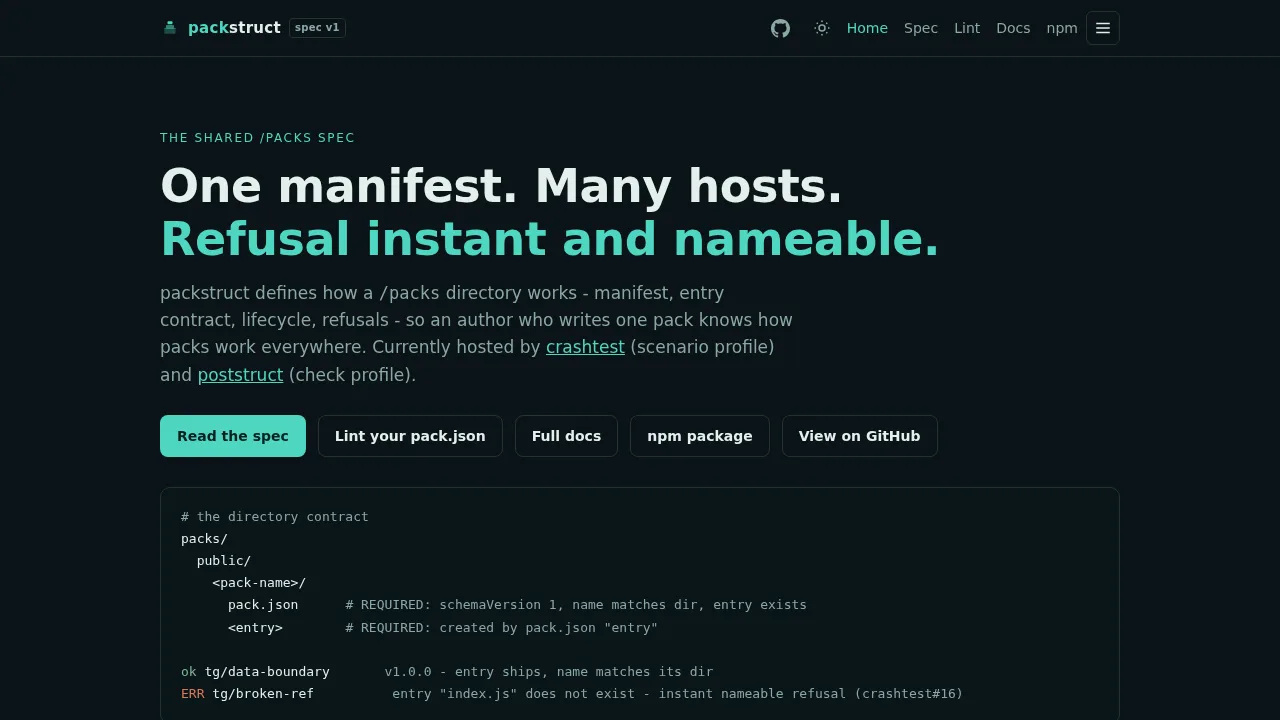 packstruct spec v1
Home Spec Lint Docs npm
THE SHARED /PACKS SPEC
One manifest. Many hosts.
Refusal instant and nameable.
packstruct defines how a /packs directory works - manifest, entry
contract, lifecycle, refusals - so an author who writes one pack knows how
packs work everywhere. Currently hosted by crashtest (scenario profile)
and poststruct (check profile).
Read the spec Lint your pack.json Full docs npm package View on GitHub
# the directory contract
packs/
  public/
    <pack-name>/
      pack.json      # REQUIRED: schemaVersion 1, name matches dir, entry exists
      <entry>        # REQUIRED: created by pack.json "entry"
ok tg/data-boundary       v1.0.0 - entry ships, name matches its dir
ERR tg/broken-ref          entry "index.js" does not exist - instant nameable refusal (crashtest#16)